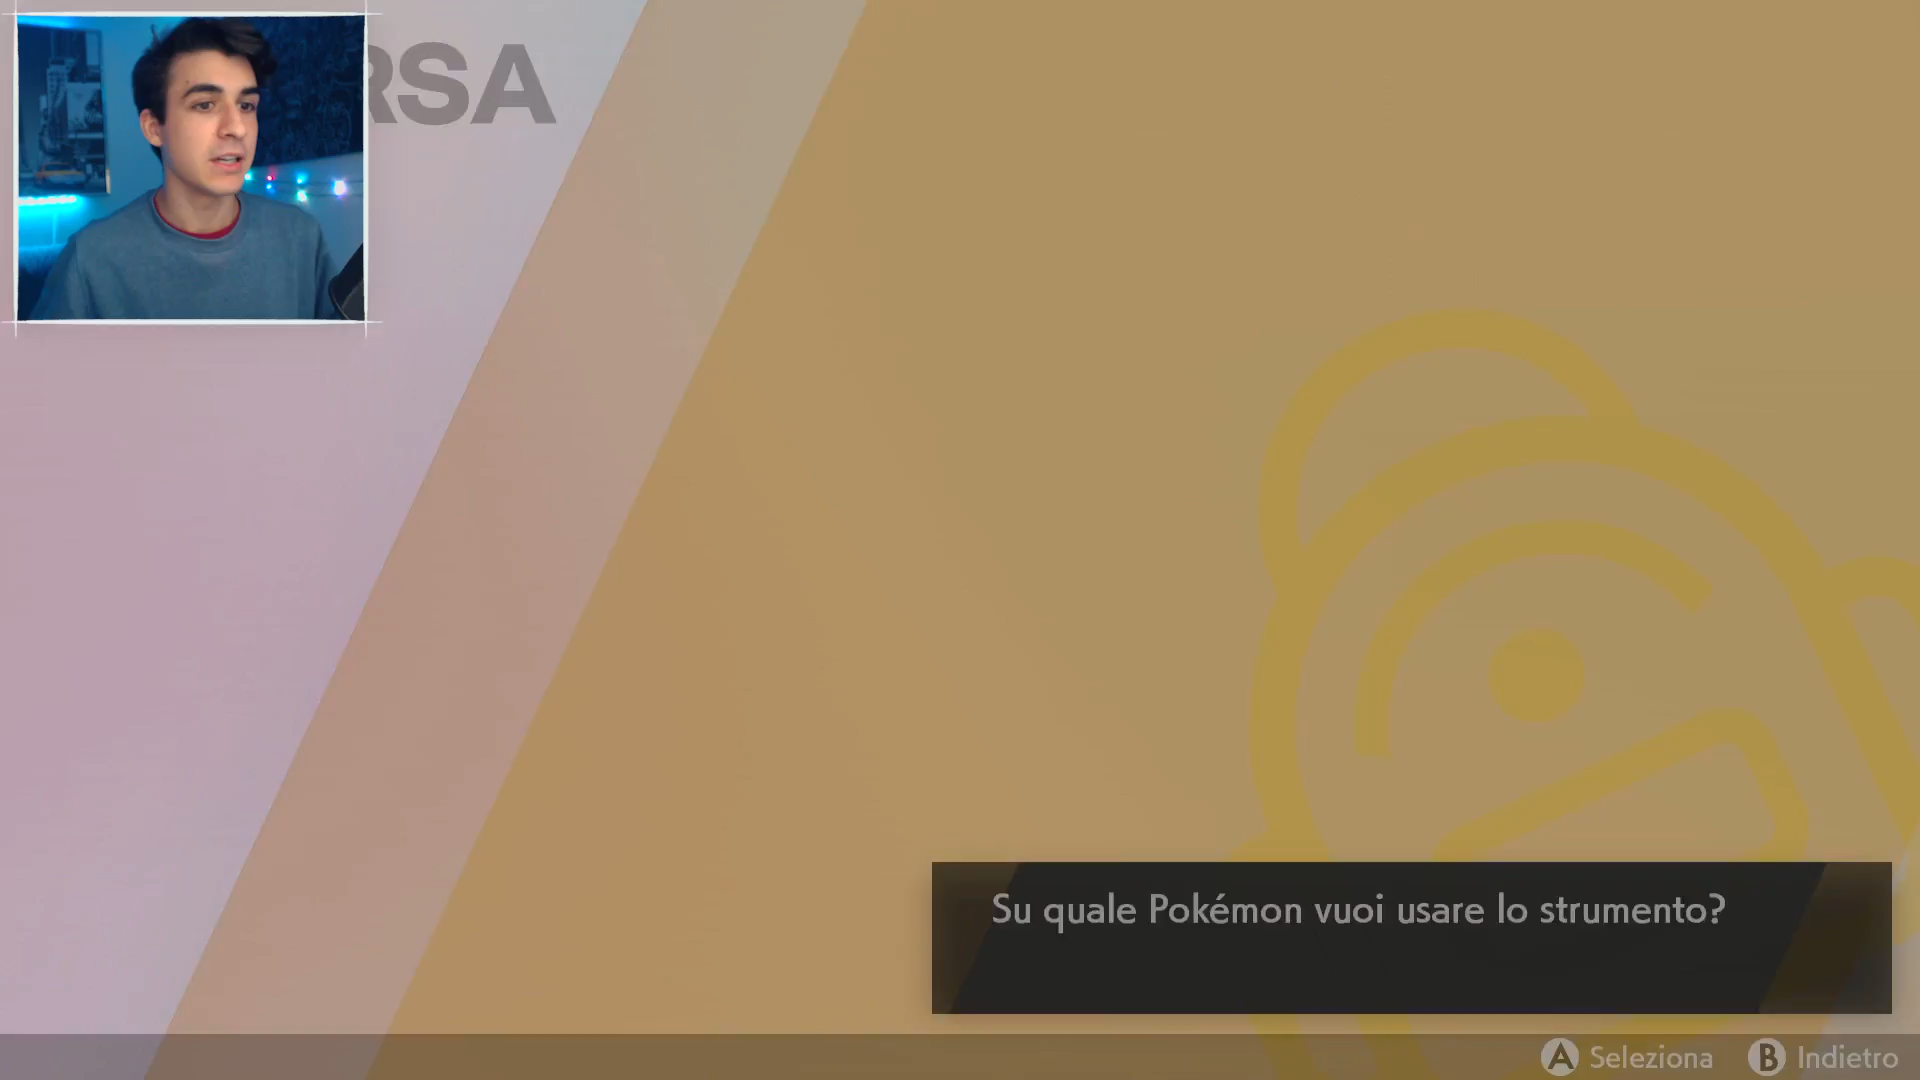 RSA
Su quale Pokémon vuoi usare lo strumento?
A Seleziona B Indietro